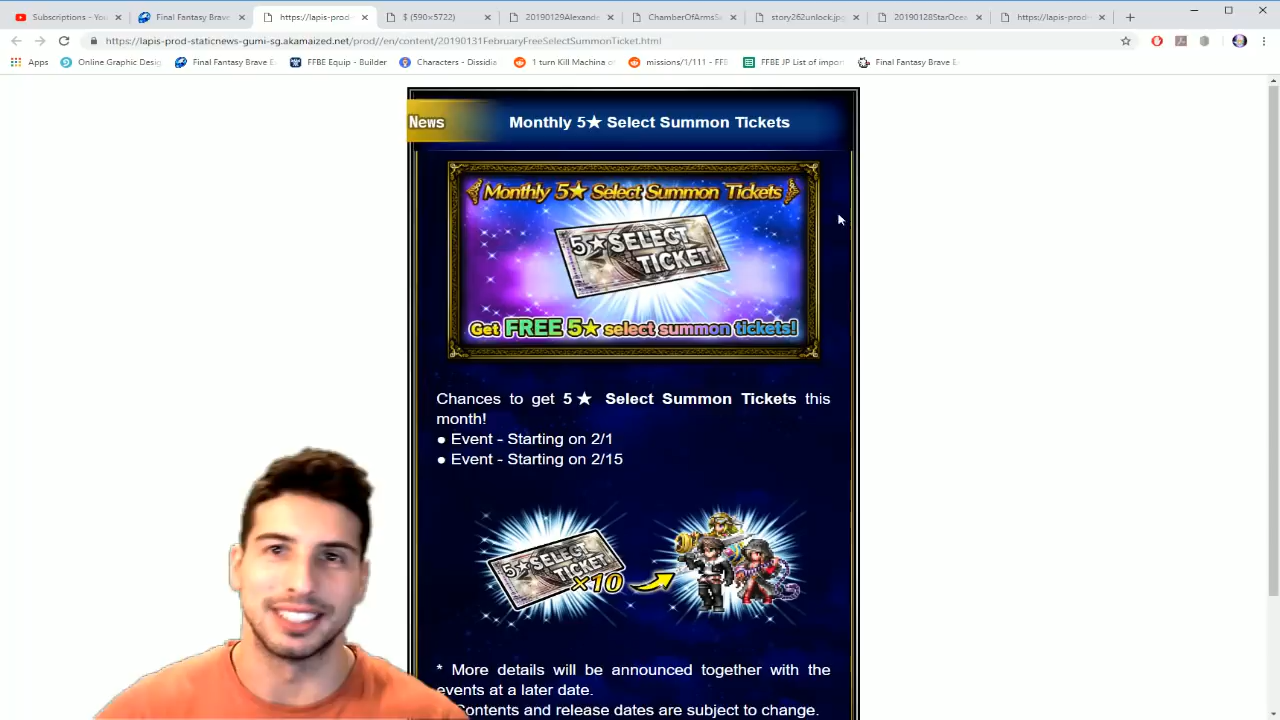 Subscriptions - You
Final Fantasy Brave
https://lapis-prod-
$ (590×5722)
20190129Alexande
ChamberOfArmsSu
story262unlock.jpg
20190128StarOcea
https://lapis-prod-
https://lapis-prod-staticnews-gumi-sg.akamaized.net/prod//en/content/20190131FebruaryFreeSelectSummonTicket.html
Apps
Online Graphic Desi
Final Fantasy Brave E
FFBE Equip - Builder
Characters - Dissidia
1 turn Kill Machina o
missions/1/111 - FFB
FFBE JP List of impor
Final Fantasy Brave E
News
Monthly 5★ Select Summon Tickets
Monthly 5★ Select Summon Tickets
5★SELECT
TICKET
Get FREE 5★ select summon tickets!
Chances to get 5★ Select Summon Tickets this
month!
● Event - Starting on 2/1
● Event - Starting on 2/15
5★SELECT
TICKET
×10
* More details will be announced together with the
events at a later date.
Contents and release dates are subject to change.